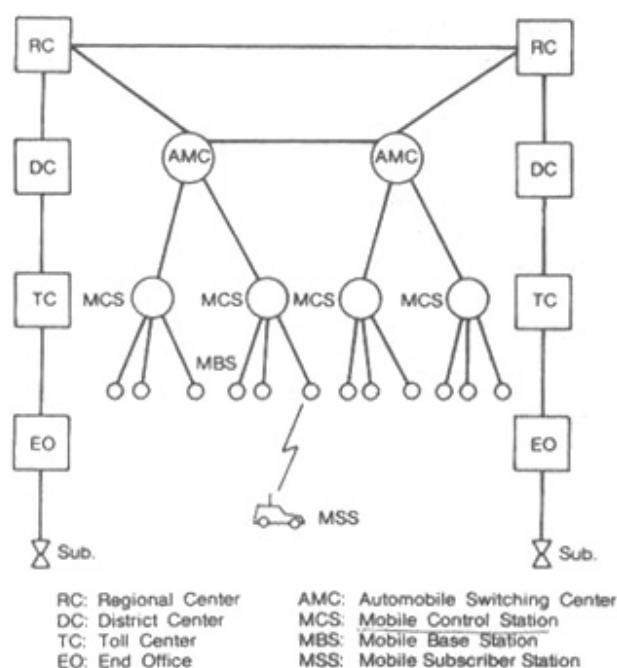 RC RC
AMC AMC
DC DC
MCS MCS MCS MCS
TC TC
MBS
EO EO
MSS
Sub. Sub.
RC: Regional Center
DC: District Center
TC: Toll Center
EO: End Office
AMC: Automobile Switching Center
MCS: Mobile Control Station
MBS: Mobile Base Station
MSS: Mobile Subscriber Station